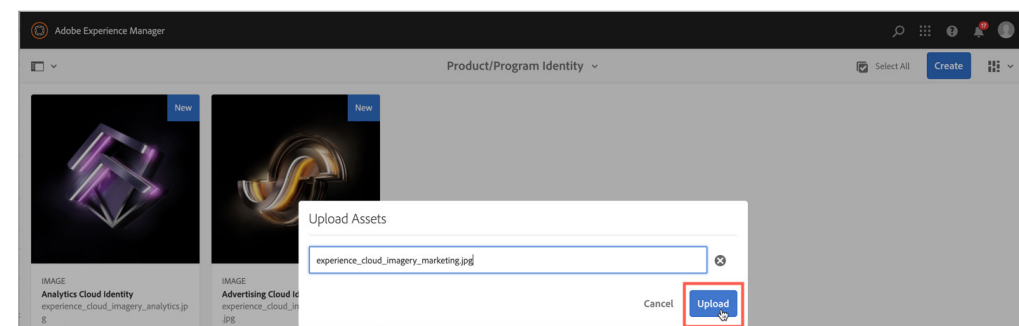 Adobe Experience Manager
17
Product/Program Identity
Select All
Create
New
New
Upload Assets
experience_cloud_imagery_marketing.jpg
Cancel
Upload
IMAGE
Analytics Cloud Identity
experience_cloud_imagery_analytics.jp
g
IMAGE
Advertising Cloud Id
experience_cloud_in
.jpg